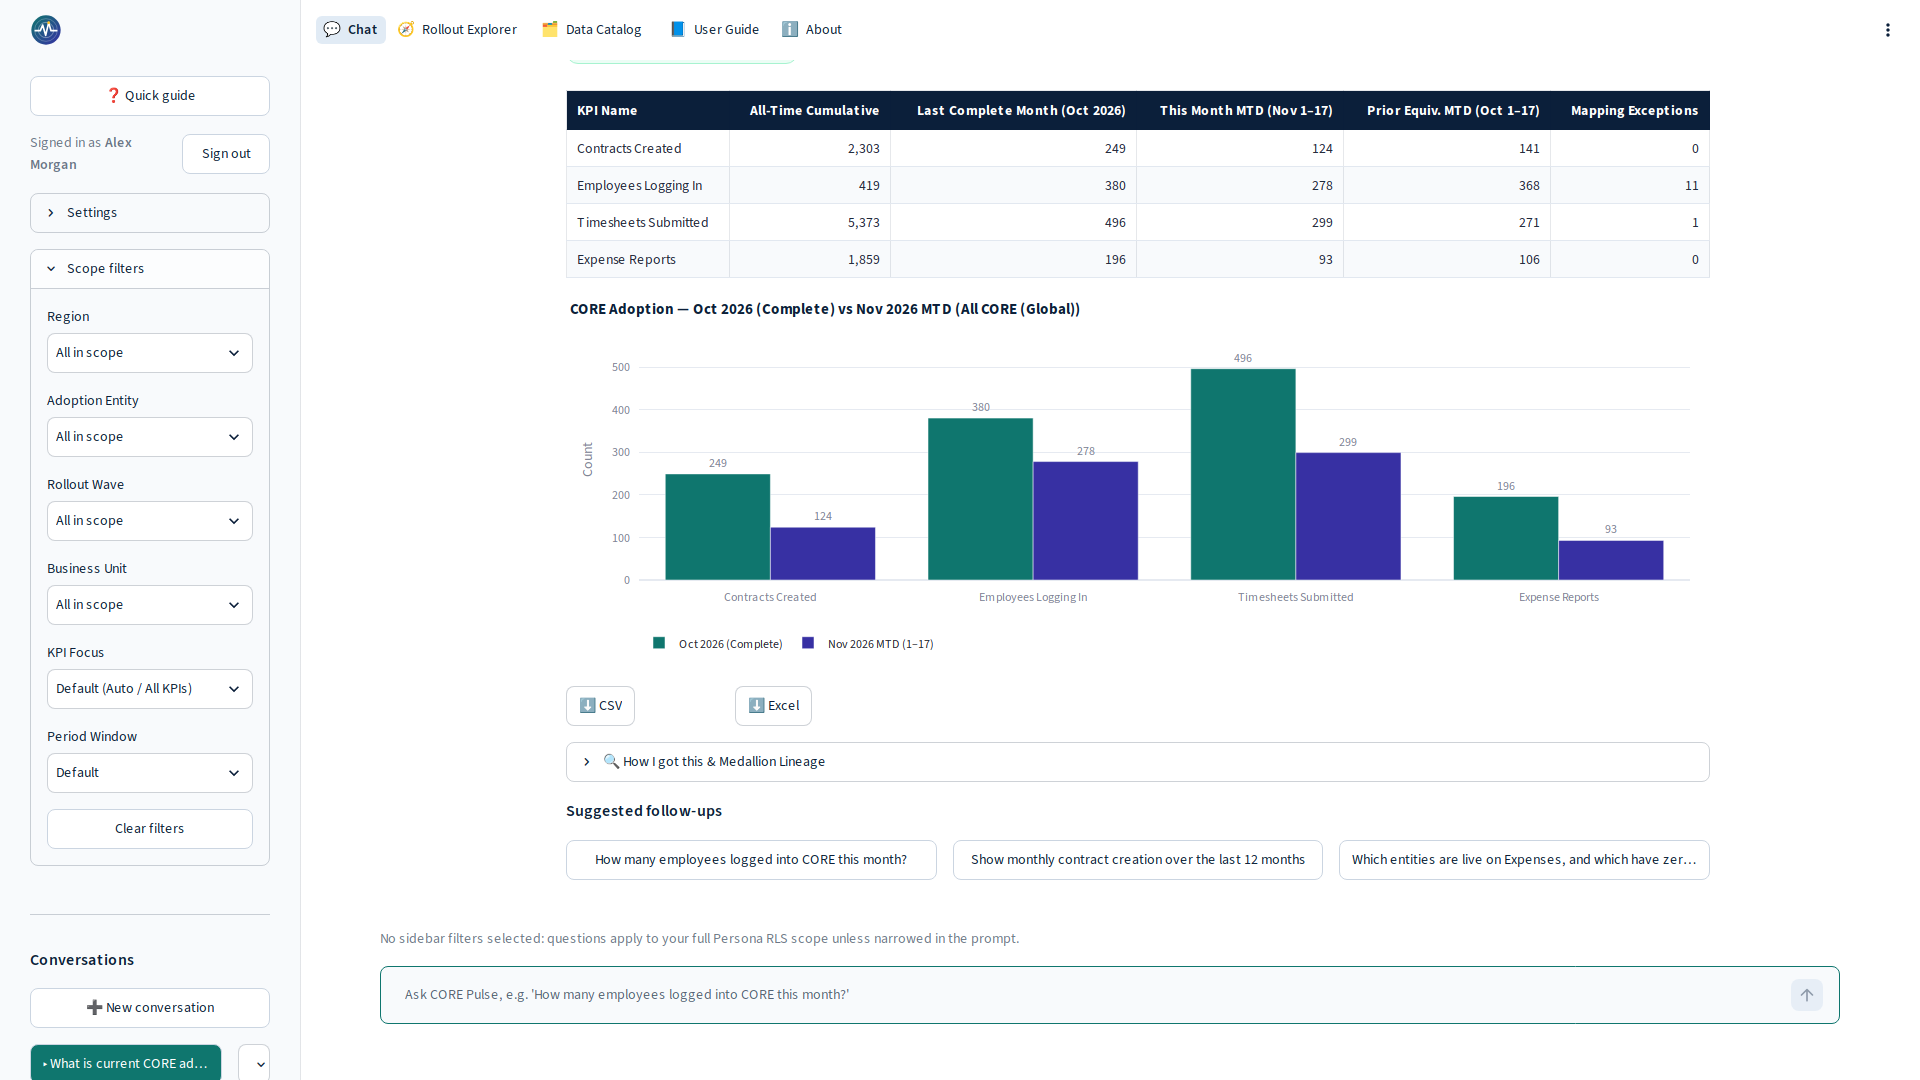 💬 Chat
🧭 Rollout Explorer
🗂️ Data Catalog
📘 User Guide
ℹ️ About
❓ Quick guide
Signed in as Alex
Morgan
Sign out
Settings
Scope filters
Region
All in scope
Adoption Entity
All in scope
Rollout Wave
All in scope
Business Unit
All in scope
KPI Focus
Default (Auto / All KPIs)
Period Window
Default
Clear filters
Conversations
➕ New conversation
What is current CORE ad...
KPI Name All-Time Cumulative Last Complete Month (Oct 2026) This Month MTD (Nov 1–17) Prior Equiv. MTD (Oct 1–17) Mapping Exceptions
Contracts Created 2,303 249 124 141 0
Employees Logging In 419 380 278 368 11
Timesheets Submitted 5,373 496 299 271 1
Expense Reports 1,859 196 93 106 0
CORE Adoption — Oct 2026 (Complete) vs Nov 2026 MTD (All CORE (Global))
Count
500
400
300
200
100
0
249
124
380
278
496
299
196
93
Contracts Created
Employees Logging In
Timesheets Submitted
Expense Reports
Oct 2026 (Complete)
Nov 2026 MTD (1–17)
⬇️ CSV
⬇️ Excel
🔍 How I got this & Medallion Lineage
Suggested follow-ups
How many employees logged into CORE this month?
Show monthly contract creation over the last 12 months
Which entities are live on Expenses, and which have zer...
No sidebar filters selected: questions apply to your full Persona RLS scope unless narrowed in the prompt.
Ask CORE Pulse, e.g. 'How many employees logged into CORE this month?'